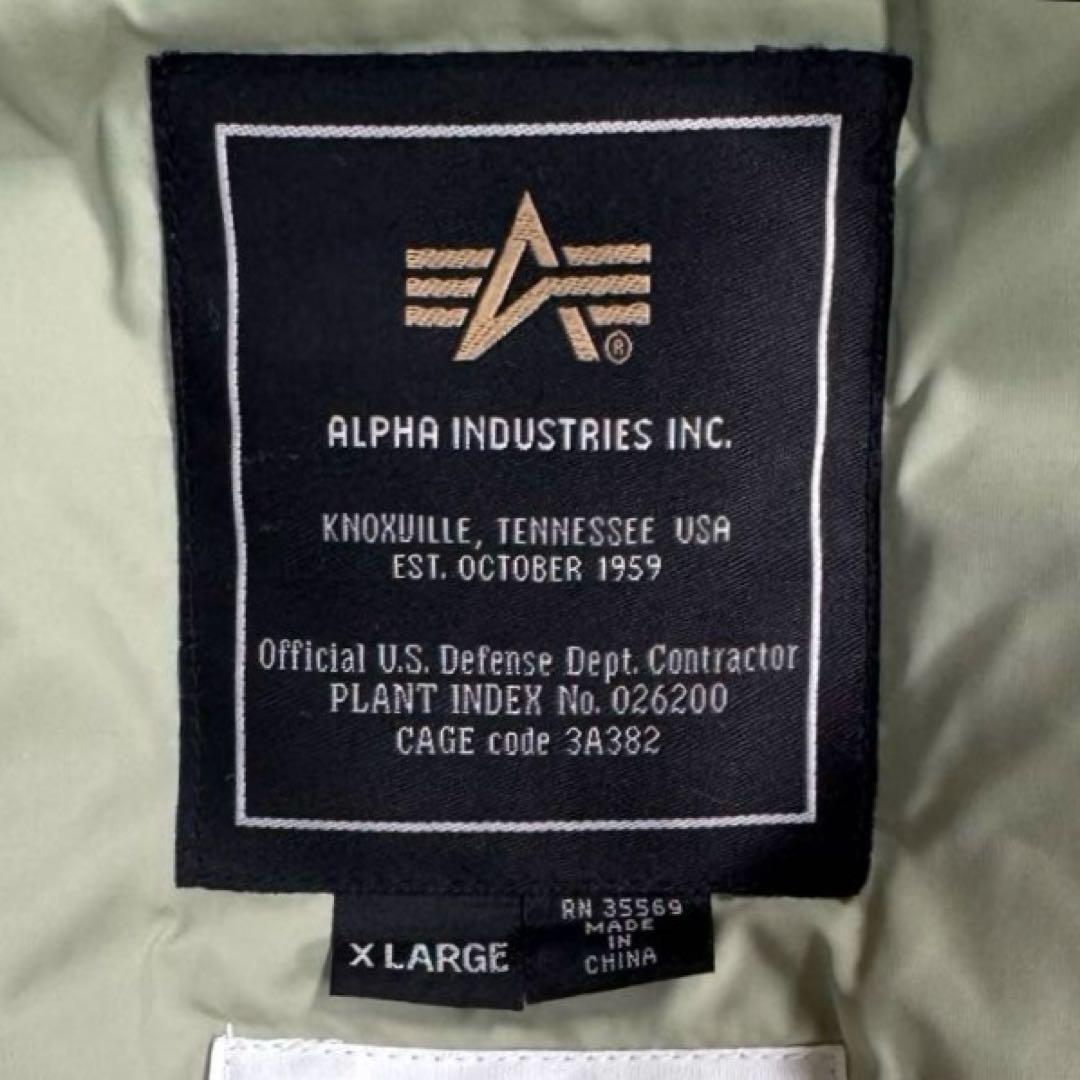 ®
ALPHA INDUSTRIES INC.
KNOXVILLE, TENNESSEE USA
EST. OCTOBER 1959
Official U.S. Defense Dept. Contractor
PLANT INDEX No. 026200
CAGE code 3A382
X LARGE
RN 35569
MADE
IN
CHINA